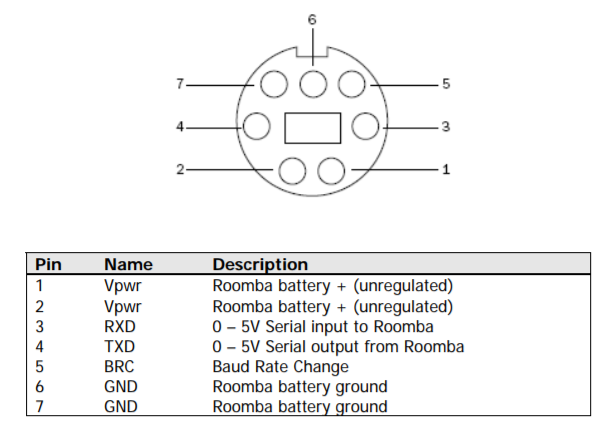 6
7 5
4 3
2 1
Pin Name Description
1 Vpwr Roomba battery + (unregulated)
2 Vpwr Roomba battery + (unregulated)
3 RXD 0 – 5V Serial input to Roomba
4 TXD 0 – 5V Serial output from Roomba
5 BRC Baud Rate Change
6 GND Roomba battery ground
7 GND Roomba battery ground